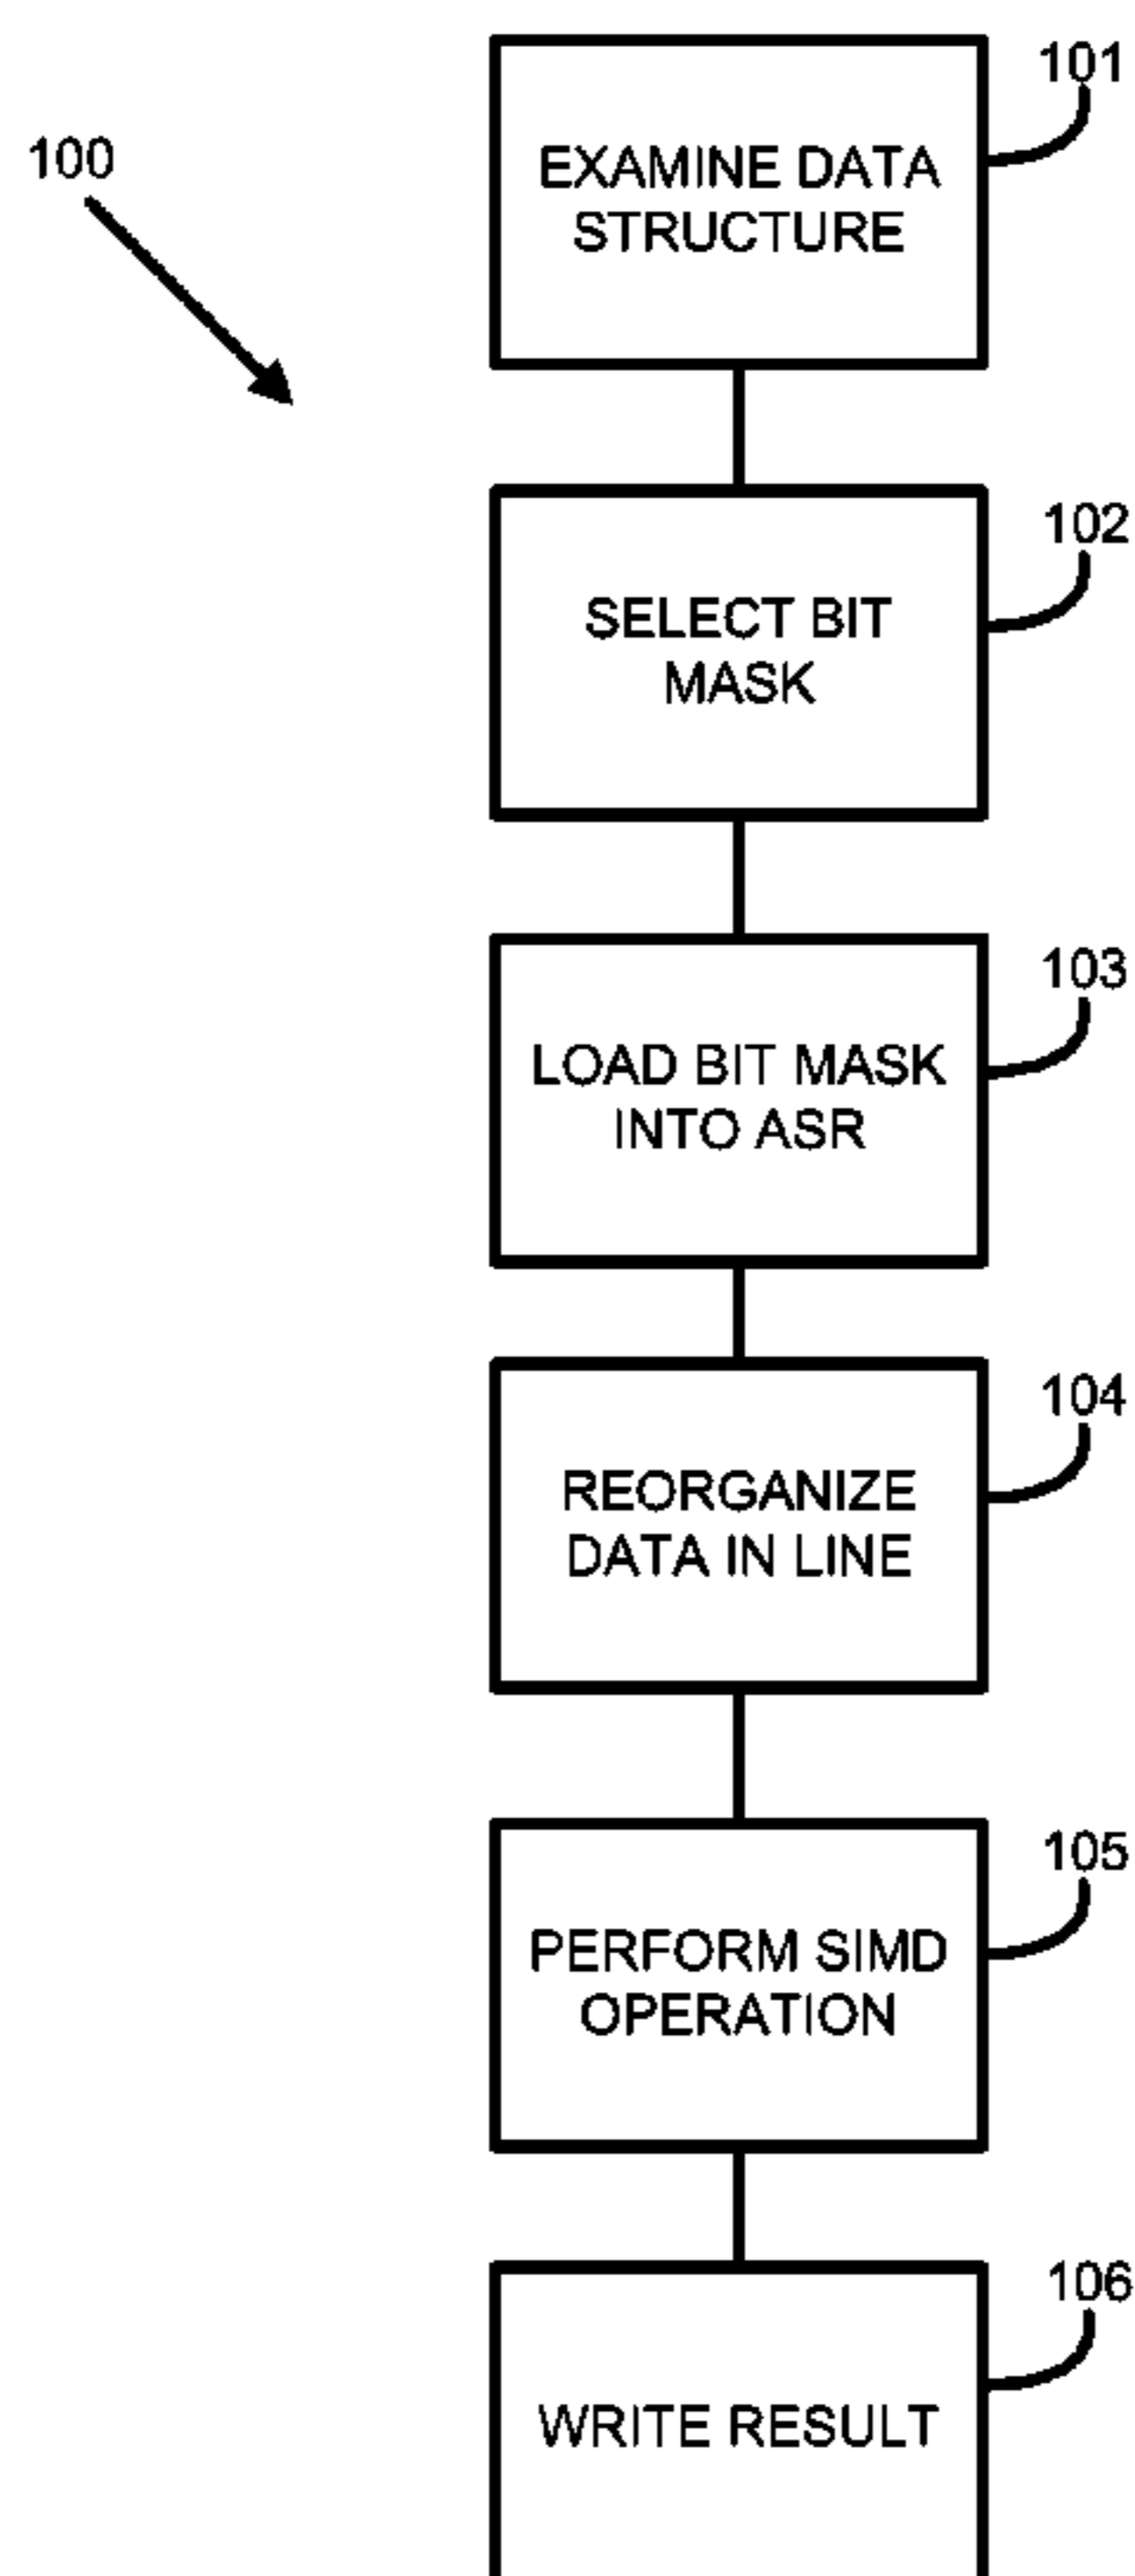 101
100
EXAMINE DATA
STRUCTURE
102
SELECT BIT
MASK
103
LOAD BIT MASK
INTO ASR
104
REORGANIZE
DATA IN LINE
105
PERFORM SIMD
OPERATION
106
WRITE RESULT